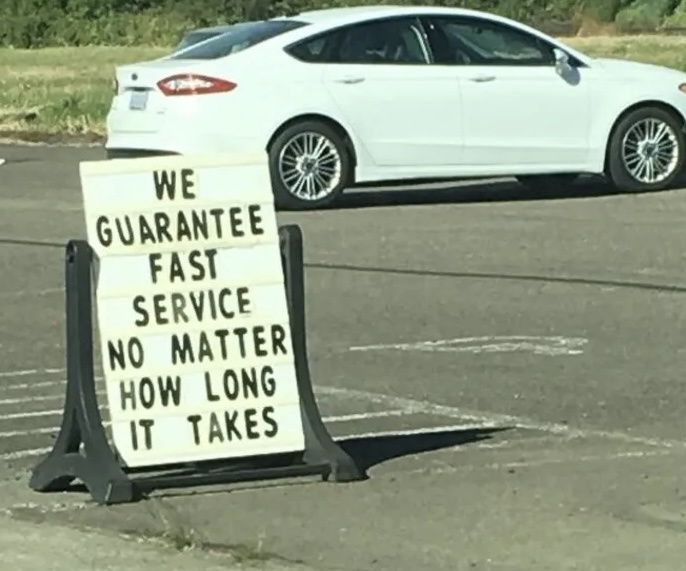 WE
GUARANTEE
FAST
SERVICE
NO MATTER
HOW LONG
IT TAKES